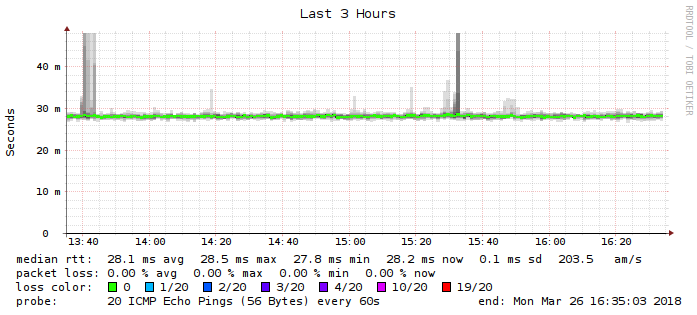 Last 3 Hours
RRDTOOL / TOBI OETIKER
Seconds
40 m
30 m
20 m
10 m
0
13:40 14:00 14:20 14:40 15:00 15:20 15:40 16:00 16:20
median rtt: 28.1 ms avg 28.5 ms max 27.8 ms min 28.2 ms now 0.1 ms sd 203.5 am/s
packet loss: 0.00 % avg 0.00 % max 0.00 % min 0.00 % now
loss color: 0 1/20 2/20 3/20 4/20 10/20 19/20
probe: 20 ICMP Echo Pings (56 Bytes) every 60s end: Mon Mar 26 16:35:03 2018